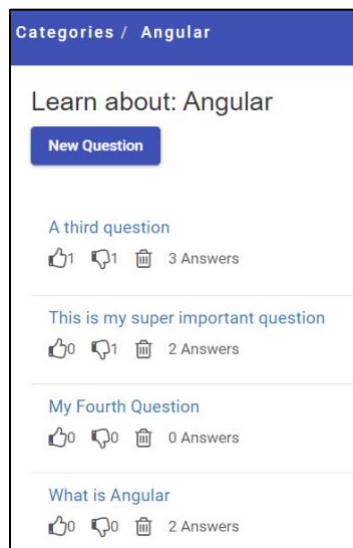 Categories / Angular
Learn about: Angular
New Question
A third question
1 1 3 Answers
This is my super important question
0 1 2 Answers
My Fourth Question
0 0 0 Answers
What is Angular
0 0 2 Answers